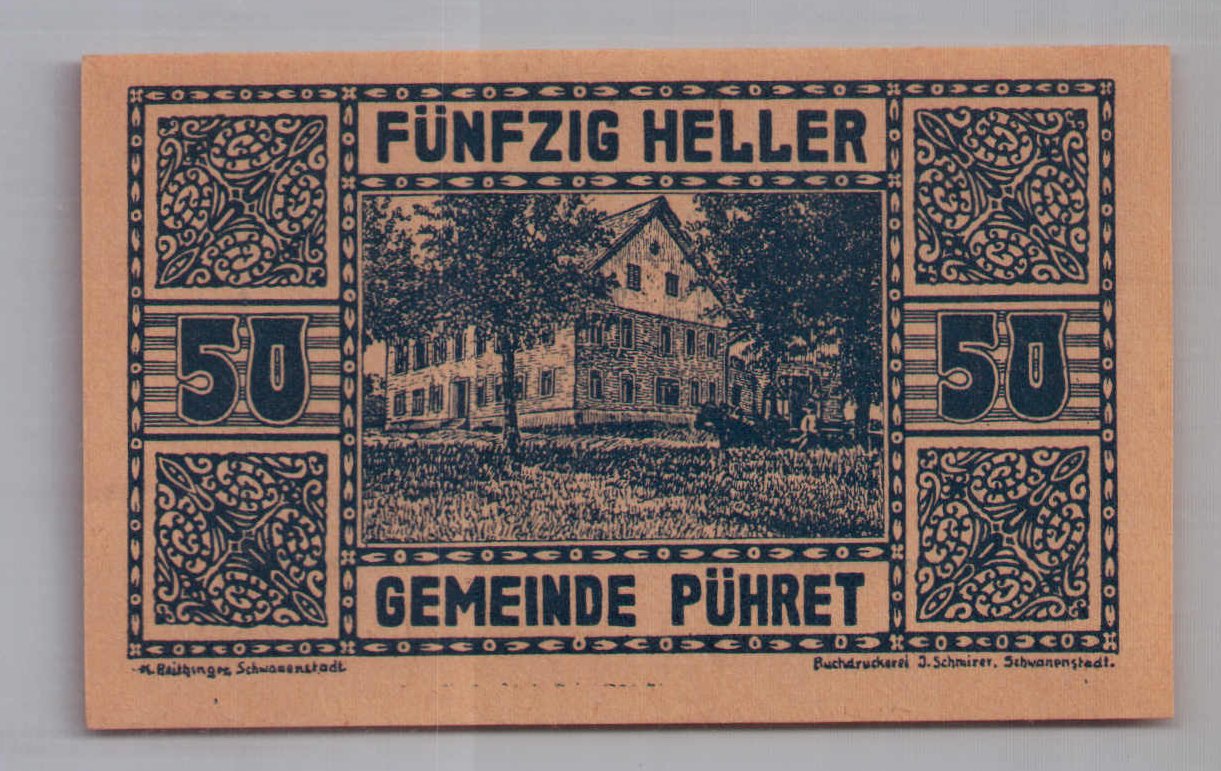 FÜNFZIG HELLER
50 50
GEMEINDE PÜHRET
Schwanenstadt
Buchdruckerei J. Schmirer, Schwanenstadt.